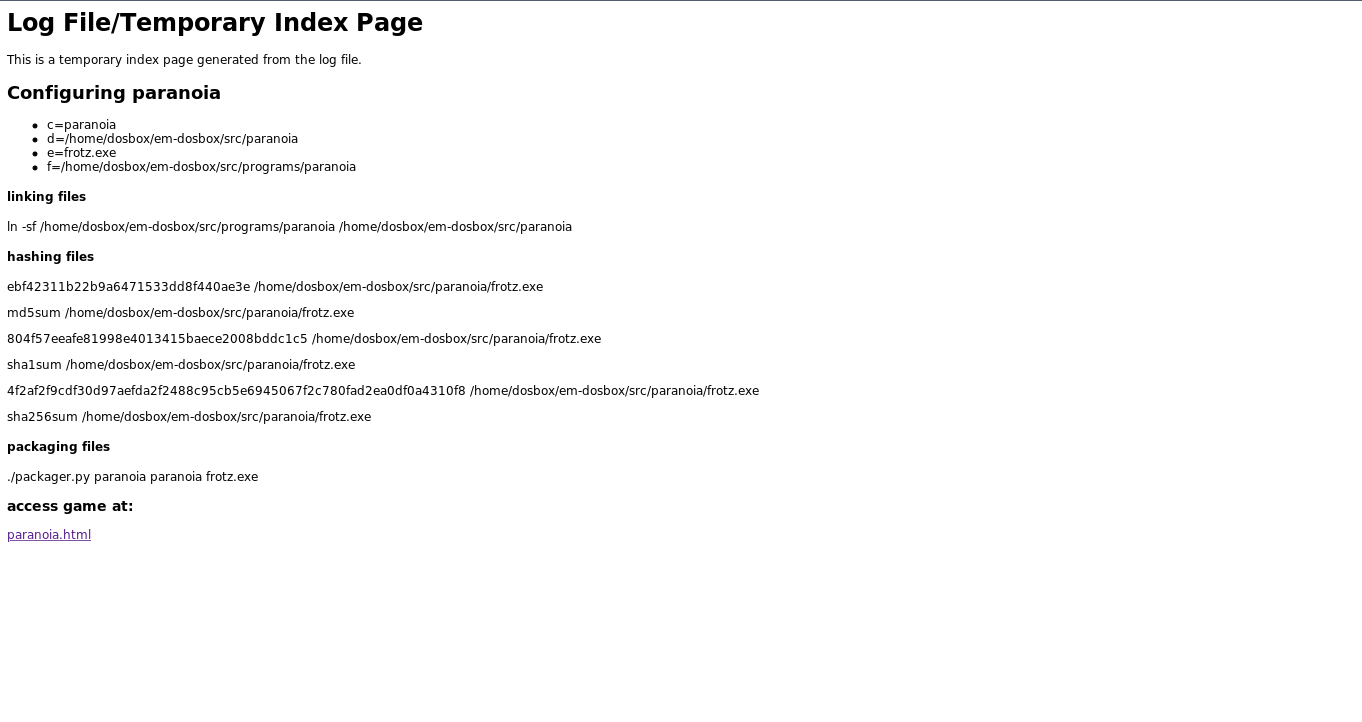 Log File/Temporary Index Page
This is a temporary index page generated from the log file.
Configuring paranoia
c=paranoia
d=/home/dosbox/em-dosbox/src/paranoia
e=frotz.exe
f=/home/dosbox/em-dosbox/src/programs/paranoia
linking files
ln -sf /home/dosbox/em-dosbox/src/programs/paranoia /home/dosbox/em-dosbox/src/paranoia
hashing files
ebf42311b22b9a6471533dd8f440ae3e /home/dosbox/em-dosbox/src/paranoia/frotz.exe
md5sum /home/dosbox/em-dosbox/src/paranoia/frotz.exe
804f57eeafe81998e4013415baece2008bddc1c5 /home/dosbox/em-dosbox/src/paranoia/frotz.exe
sha1sum /home/dosbox/em-dosbox/src/paranoia/frotz.exe
4f2af2f9cdf30d97aefda2f2488c95cb5e6945067f2c780fad2ea0df0a4310f8 /home/dosbox/em-dosbox/src/paranoia/frotz.exe
sha256sum /home/dosbox/em-dosbox/src/paranoia/frotz.exe
packaging files
./packager.py paranoia paranoia frotz.exe
access game at:
paranoia.html